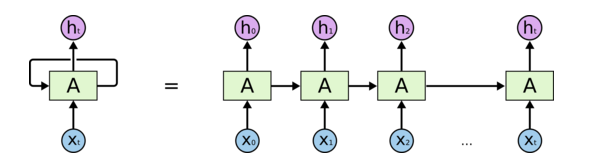 hₜ h₀ h₁ h₂ hₜ
A = A A A A
xₜ x₀ x₁ x₂ ... xₜ